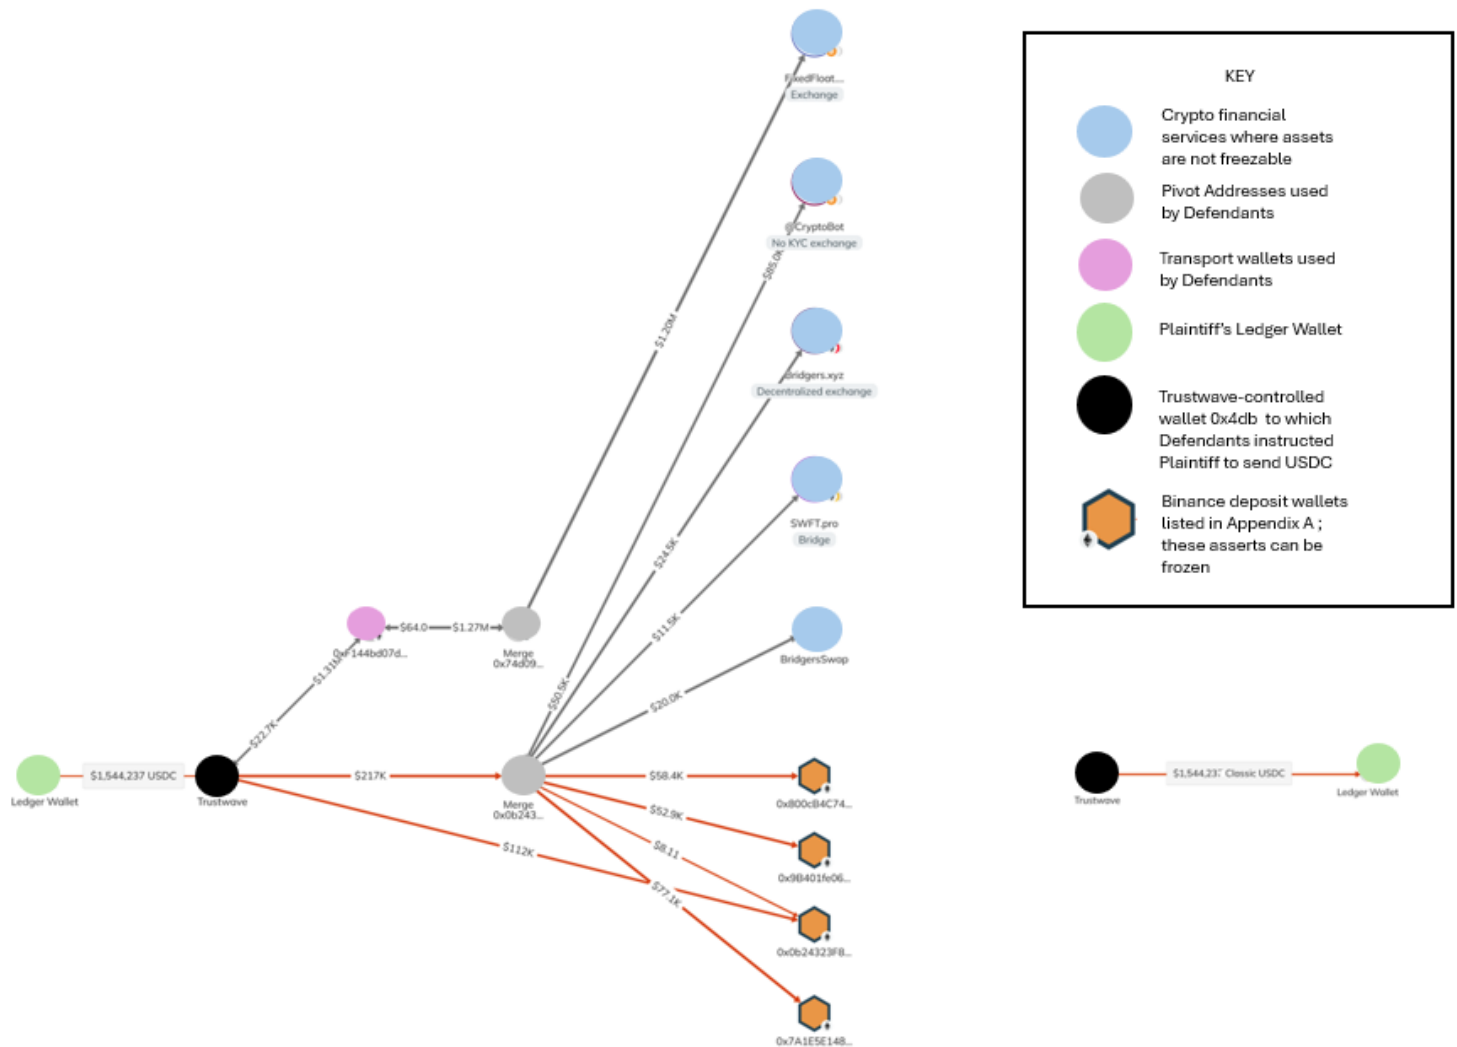 FixedFloat...
Exchange
@CryptoBot
No KYC exchange
$85.0K
$1.20M
Bridgers.xyz
Decentralized exchange
SWFT.pro
Bridge
$24.5K
$11.5K
BridgersSwap
$20.0K
$50.5K
$64.0
$1.27M
0xF144bd07d...
Merge
0x74d09...
$1.31M
$22.7K
Ledger Wallet
$1,544,237 USDC
Trustwave
$217K
Merge
0x0b243...
$58.4K
0x800cB4C74...
$52.9K
0x9B401fe06...
$8.11
$112K
$77.1K
0x0b24323F8...
0x7A1E5E148...
KEY
Crypto financial
services where assets
are not freezable
Pivot Addresses used
by Defendants
Transport wallets used
by Defendants
Plaintiff's Ledger Wallet
Trustwave-controlled
wallet 0x4db to which
Defendants instructed
Plaintiff to send USDC
Binance deposit wallets
listed in Appendix A ;
these asserts can be
frozen
Trustwave
Classic USDC
Ledger Wallet